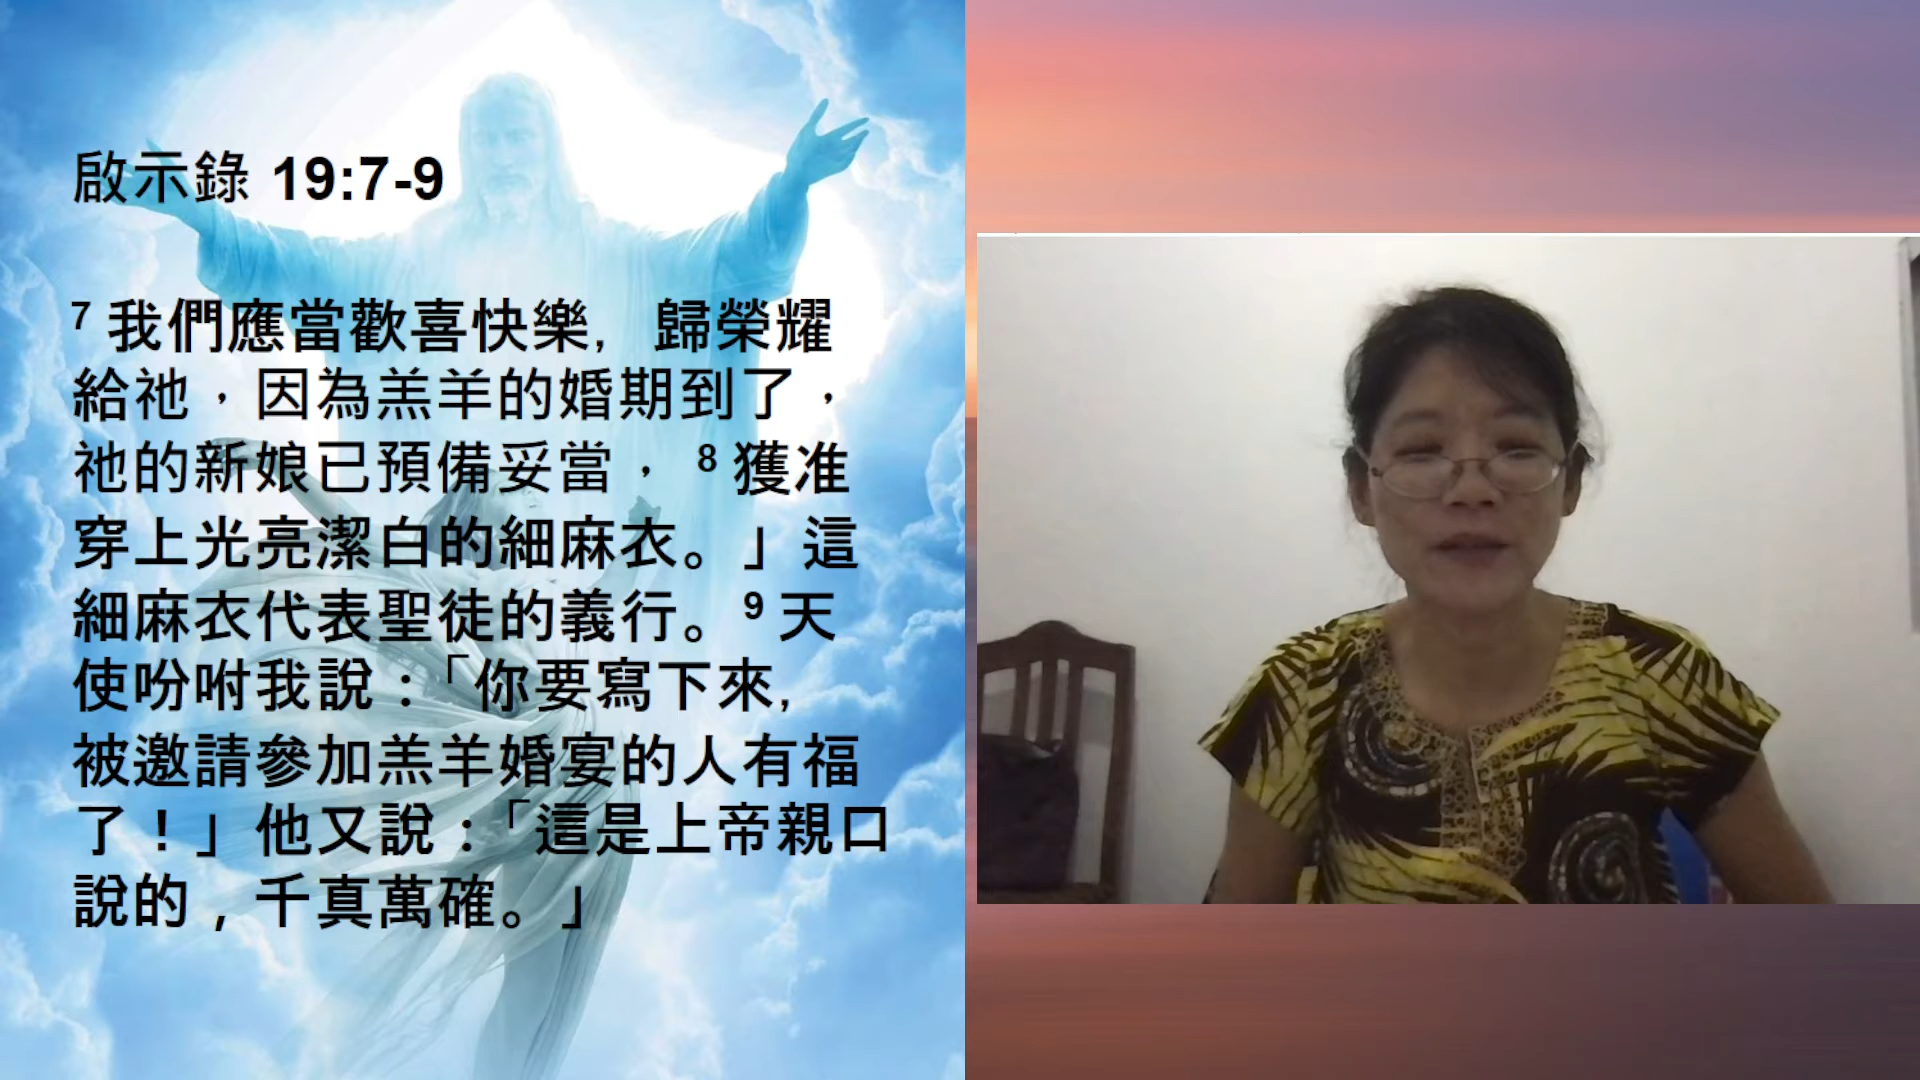 啟示錄 19:7-9
7 我們應當歡喜快樂, 歸榮耀
給祂，因為羔羊的婚期到了，
祂的新娘已預備妥當， 8 獲准
穿上光亮潔白的細麻衣。」這
細麻衣代表聖徒的義行。9 天
使吩咐我說：「你要寫下來,
被邀請參加羔羊婚宴的人有福
了！」他又說：「這是上帝親口
說的，千真萬確。」